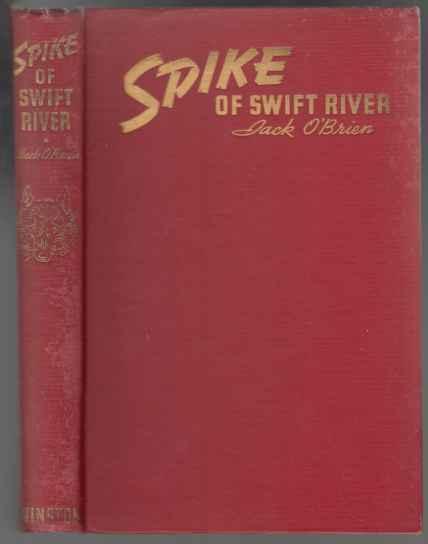 SPIKE
OF
SWIFT
RIVER
Jack O'Brien
WINSTON
SPIKE
OF SWIFT RIVER
Jack O'Brien